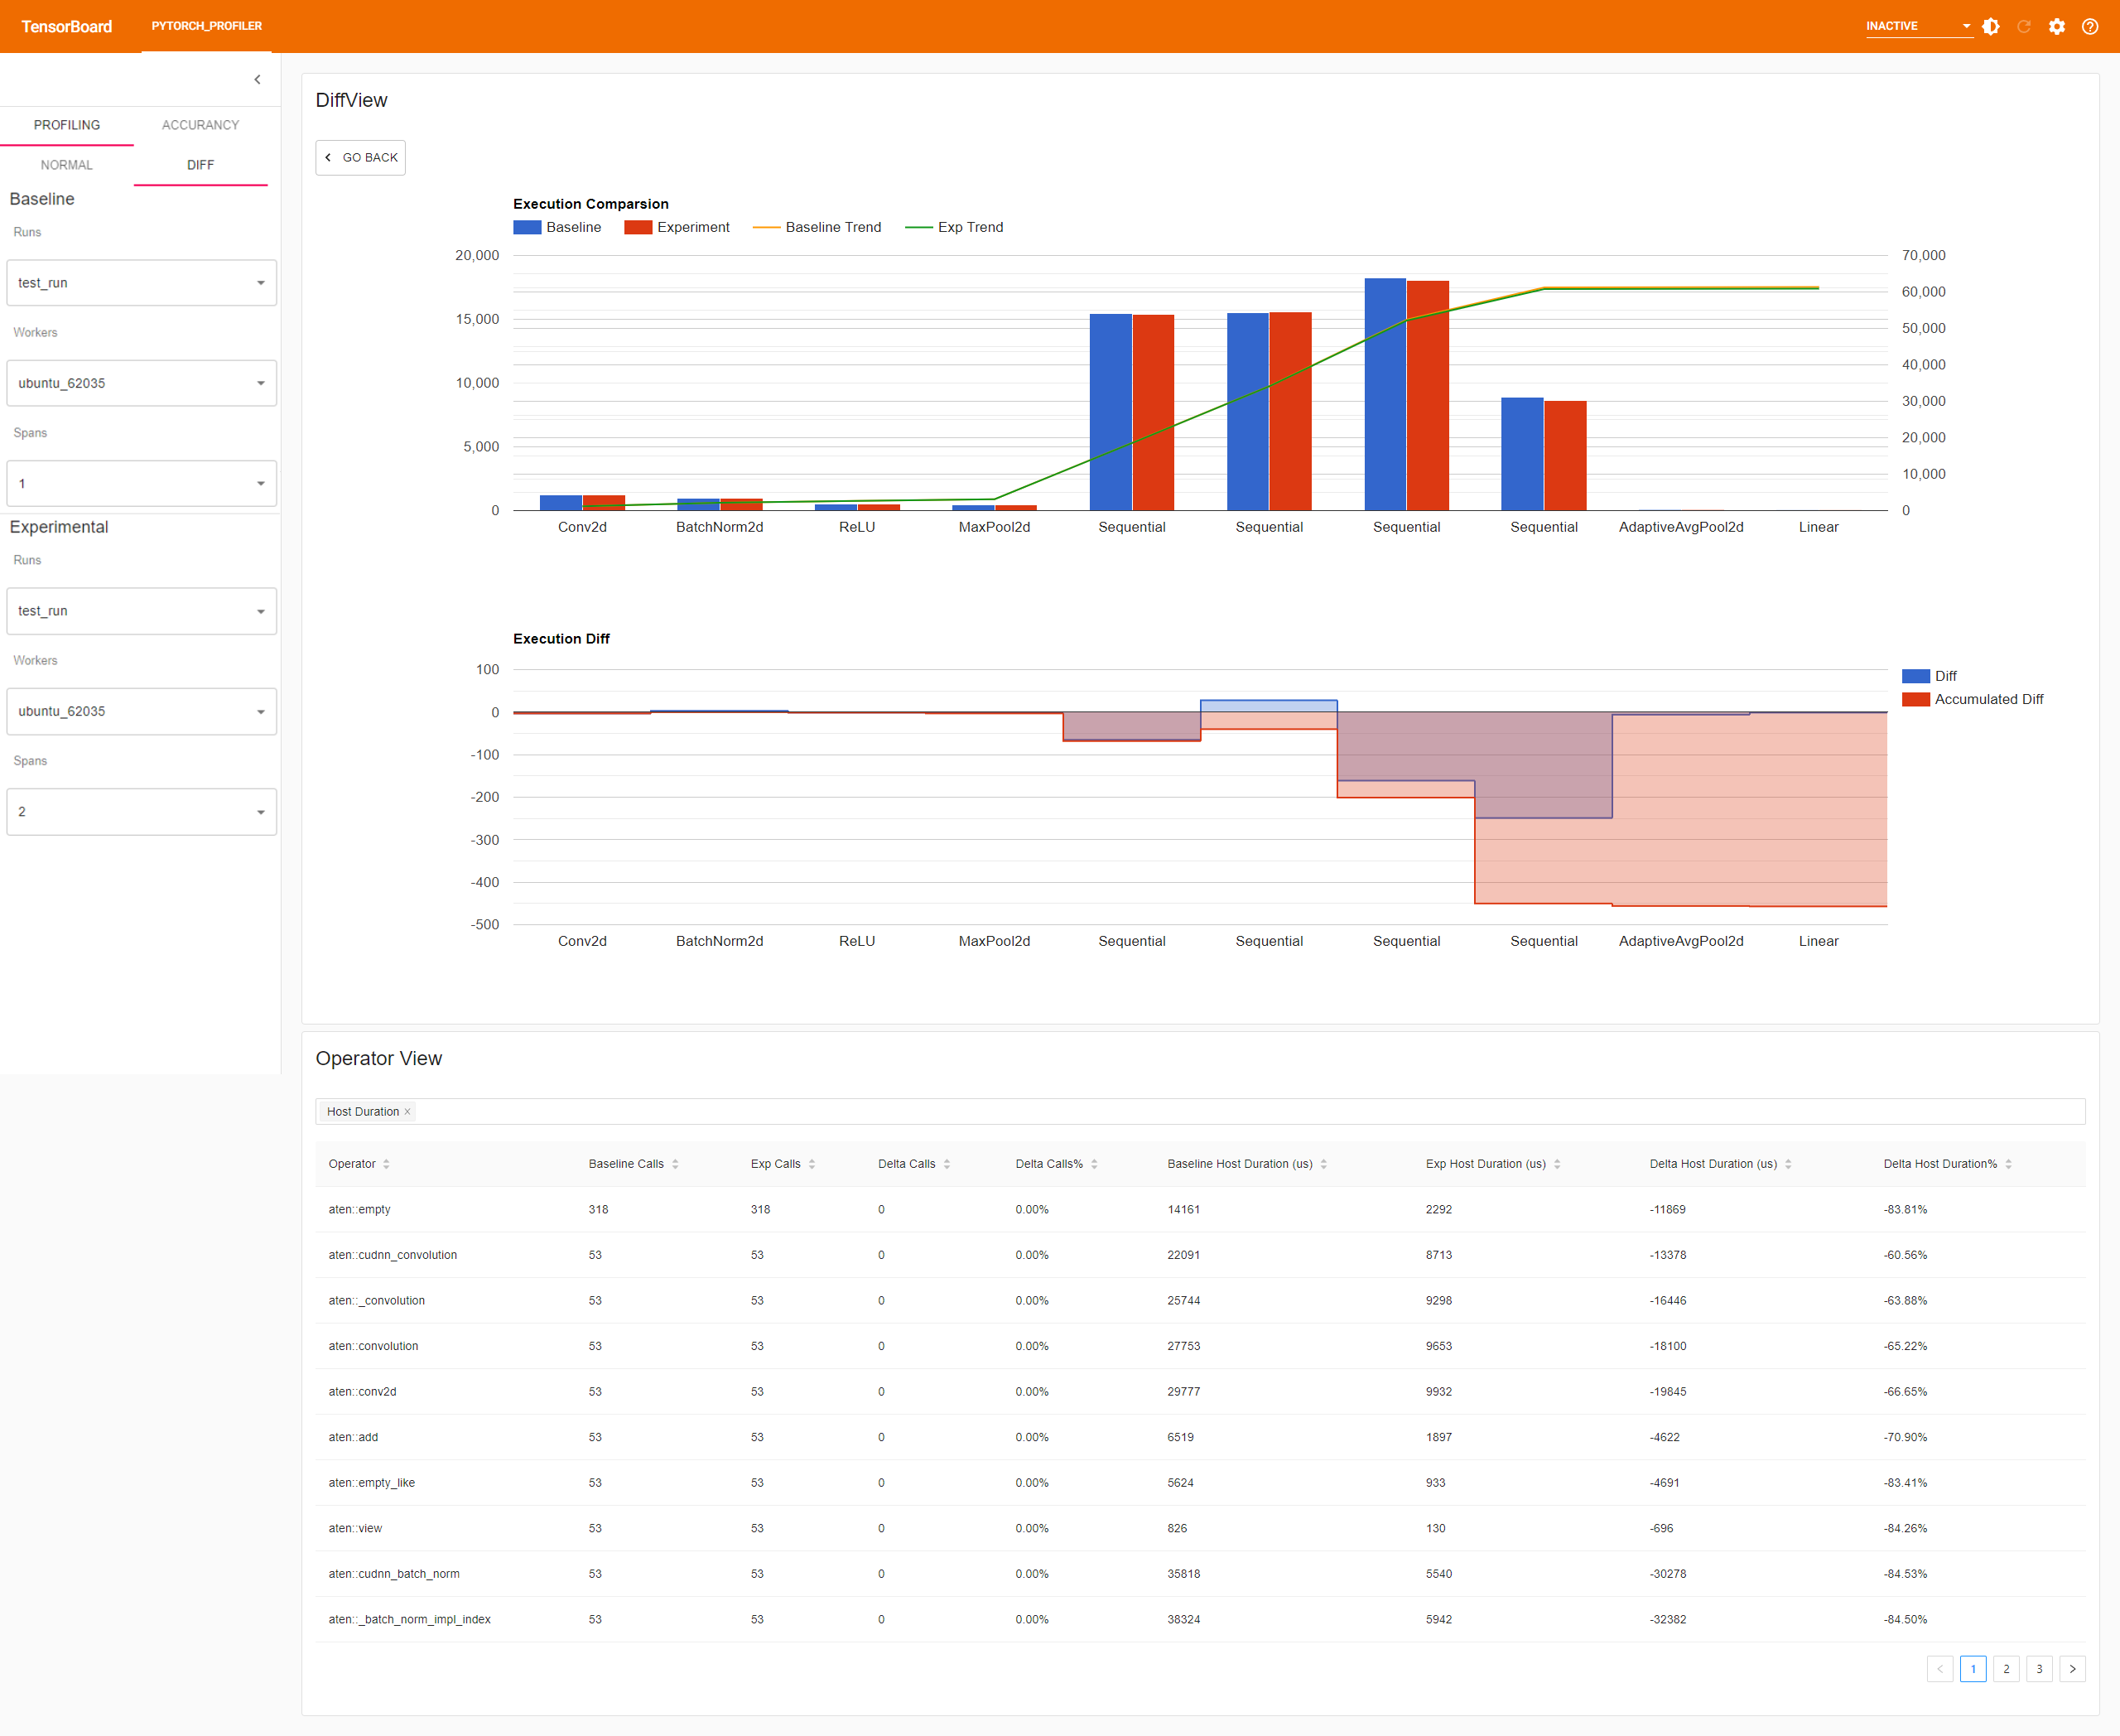 TensorBoard PYTORCH_PROFILER INACTIVE
PROFILING ACCURANCY
NORMAL DIFF
Baseline
Runs
test_run
Workers
ubuntu_62035
Spans
1
Experimental
Runs
test_run
Workers
ubuntu_62035
Spans
2
DiffView
GO BACK
Execution Comparsion
Baseline Experiment Baseline Trend Exp Trend
20,000 70,000
60,000
15,000
50,000
40,000
10,000
30,000
20,000
5,000
10,000
0 0
Conv2d BatchNorm2d ReLU MaxPool2d Sequential Sequential Sequential Sequential AdaptiveAvgPool2d Linear
Execution Diff
100
Diff
Accumulated Diff
0
-100
-200
-300
-400
-500
Conv2d BatchNorm2d ReLU MaxPool2d Sequential Sequential Sequential Sequential AdaptiveAvgPool2d Linear
Operator View
Host Duration ×
Operator Baseline Calls Exp Calls Delta Calls Delta Calls% Baseline Host Duration (us) Exp Host Duration (us) Delta Host Duration (us) Delta Host Duration%
aten::empty 318 318 0 0.00% 14161 2292 -11869 -83.81%
aten::cudnn_convolution 53 53 0 0.00% 22091 8713 -13378 -60.56%
aten::_convolution 53 53 0 0.00% 25744 9298 -16446 -63.88%
aten::convolution 53 53 0 0.00% 27753 9653 -18100 -65.22%
aten::conv2d 53 53 0 0.00% 29777 9932 -19845 -66.65%
aten::add 53 53 0 0.00% 6519 1897 -4622 -70.90%
aten::empty_like 53 53 0 0.00% 5624 933 -4691 -83.41%
aten::view 53 53 0 0.00% 826 130 -696 -84.26%
aten::cudnn_batch_norm 53 53 0 0.00% 35818 5540 -30278 -84.53%
aten::_batch_norm_impl_index 53 53 0 0.00% 38324 5942 -32382 -84.50%
< 1 2 3 >